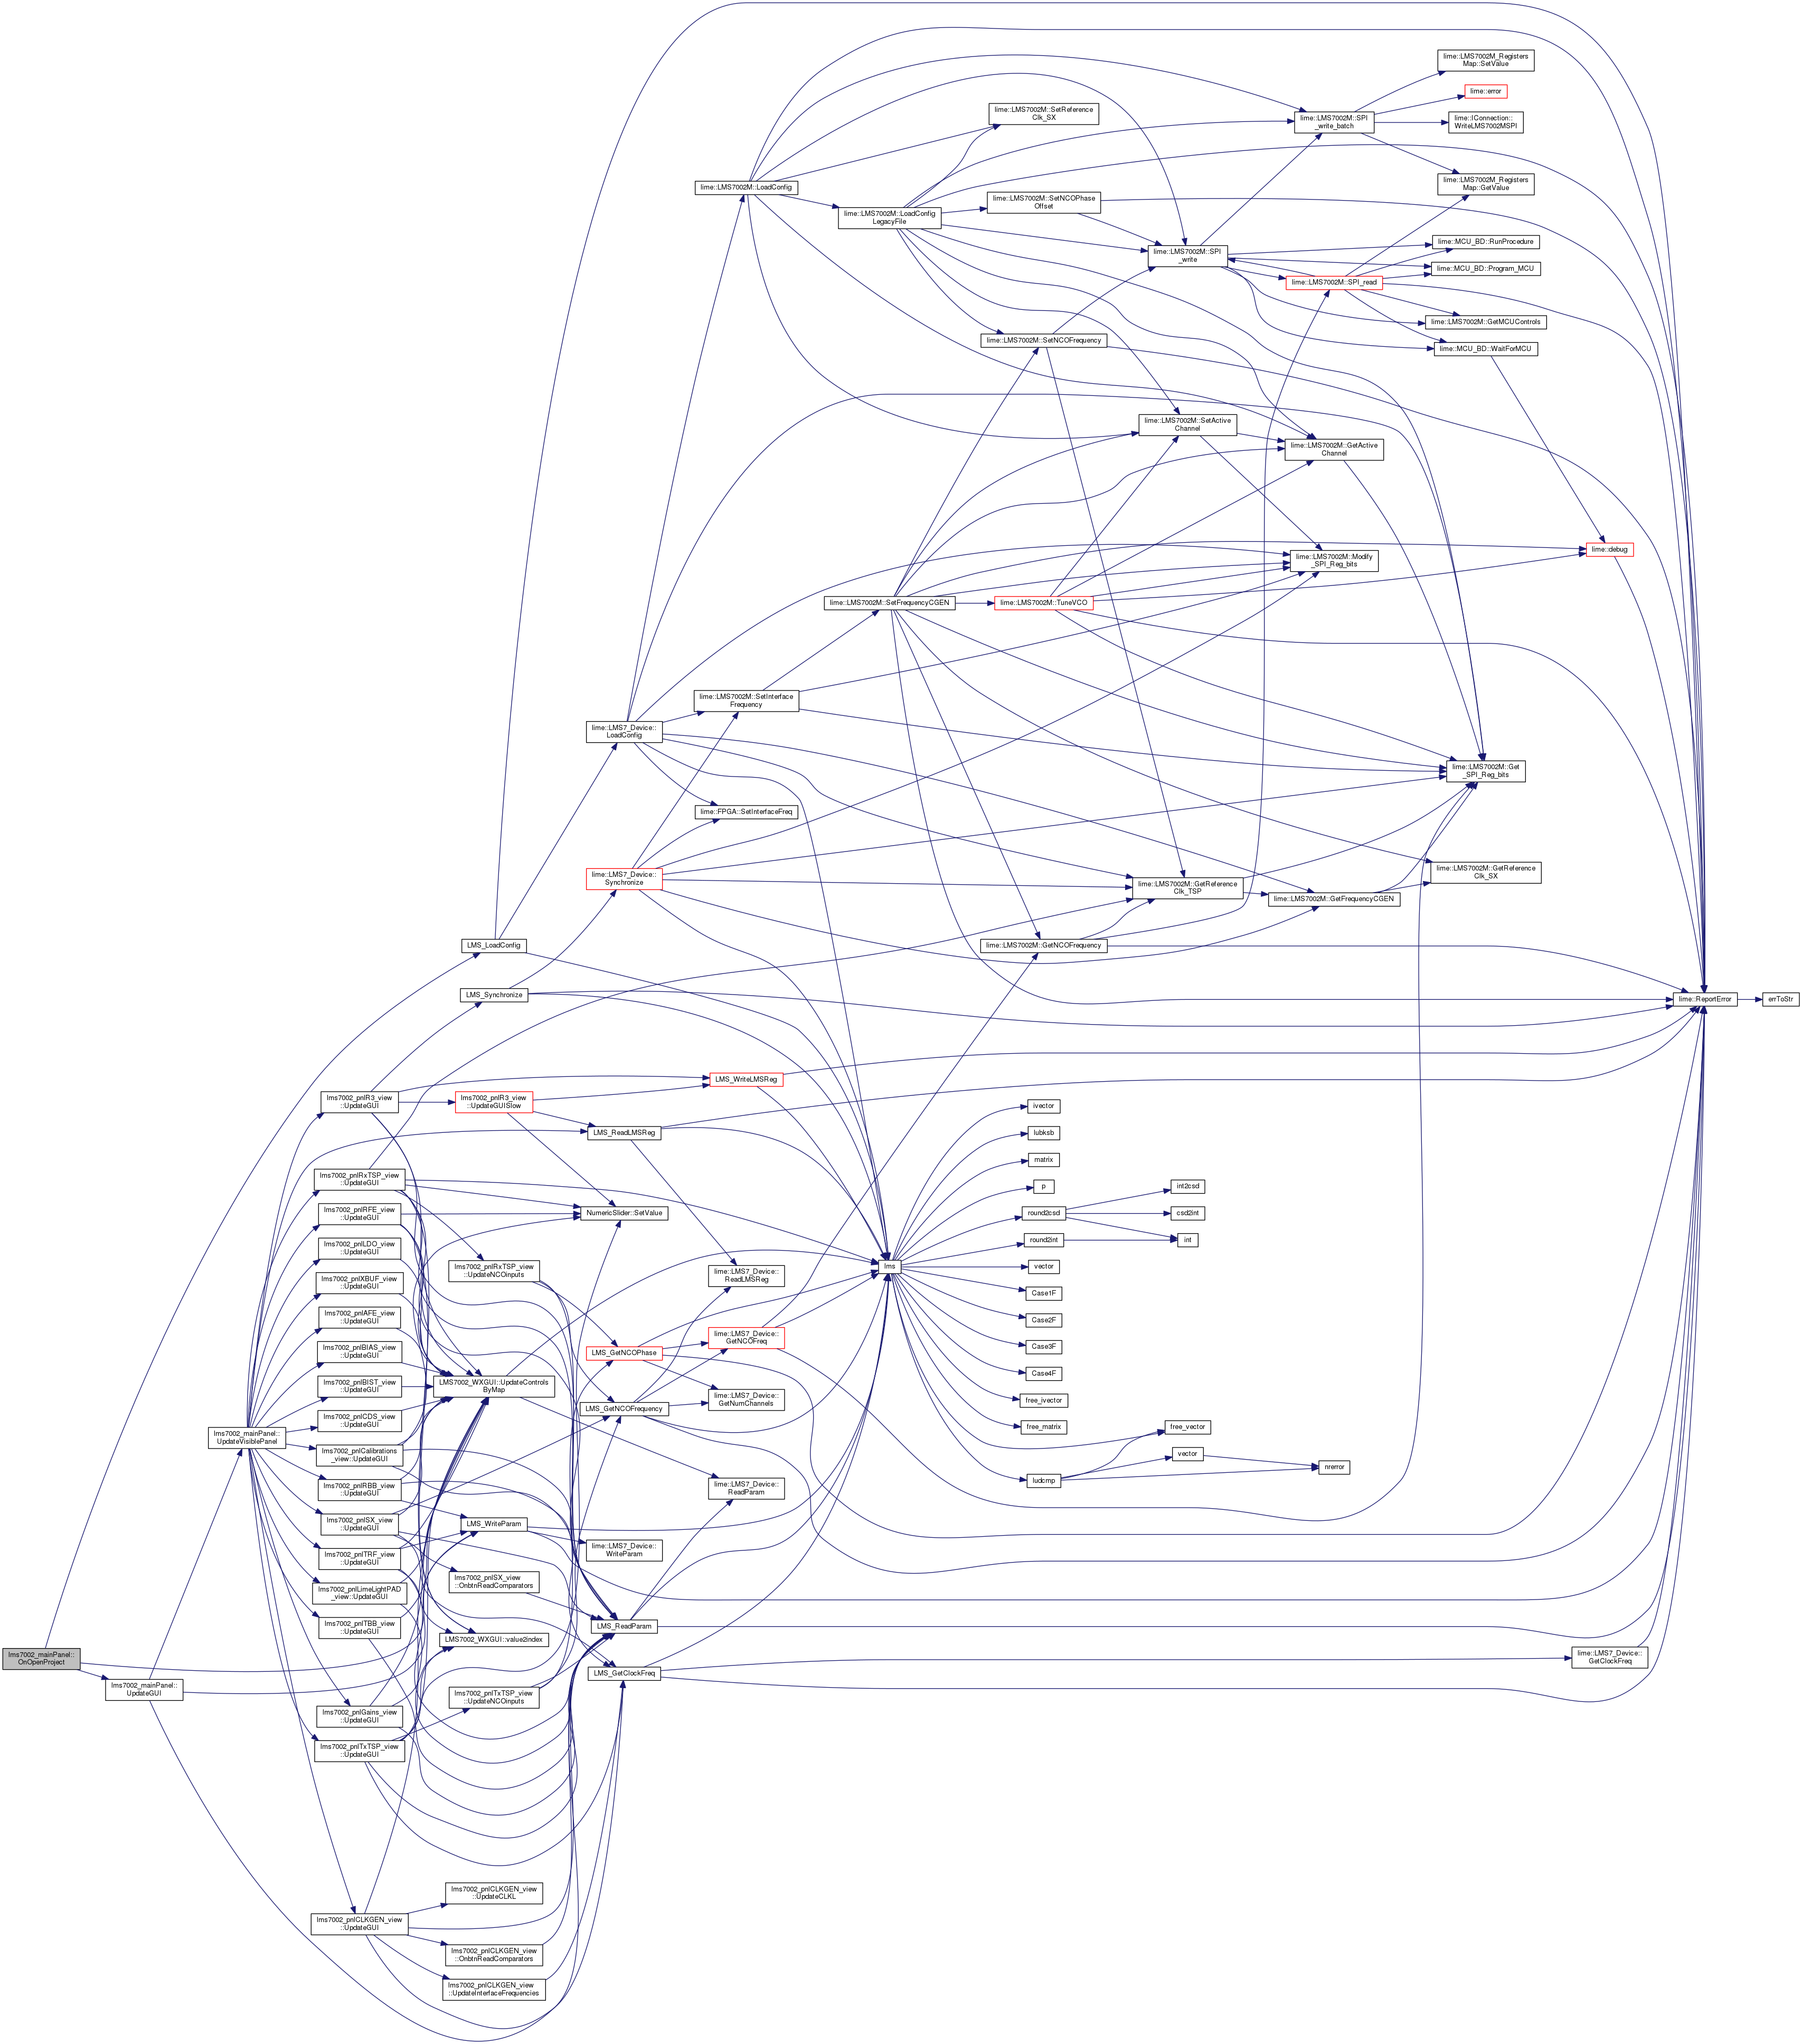 lms7002_mainPanel::
OnOpenProject
lms7002_mainPanel::
UpdateGUI
lms7002_mainPanel::
UpdateVisiblePanel
lms7002_pnlR3_view
::UpdateGUI
lms7002_pnlRxTSP_view
::UpdateGUI
lms7002_pnlRFE_view
::UpdateGUI
lms7002_pnlLDO_view
::UpdateGUI
lms7002_pnlXBUF_view
::UpdateGUI
lms7002_pnlAFE_view
::UpdateGUI
lms7002_pnlBIAS_view
::UpdateGUI
lms7002_pnlBIST_view
::UpdateGUI
lms7002_pnlCDS_view
::UpdateGUI
lms7002_pnlCalibrations
_view::UpdateGUI
lms7002_pnlRBB_view
::UpdateGUI
lms7002_pnlSX_view
::UpdateGUI
lms7002_pnlTRF_view
::UpdateGUI
lms7002_pnlLimeLightPAD
_view::UpdateGUI
lms7002_pnlTBB_view
::UpdateGUI
lms7002_pnlGains_view
::UpdateGUI
lms7002_pnlTxTSP_view
::UpdateGUI
lms7002_pnlCLKGEN_view
::UpdateGUI
LMS_LoadConfig
LMS_Synchronize
lms7002_pnlR3_view
::UpdateGUISlow
lms7002_pnlRxTSP_view
::UpdateNCOinputs
LMS7002_WXGUI::UpdateControls
ByMap
LMS_WriteParam
lms7002_pnlSX_view
::OnbtnReadComparators
LMS7002_WXGUI::value2index
lms7002_pnlTxTSP_view
::UpdateNCOinputs
lms7002_pnlCLKGEN_view
::UpdateCLKL
lms7002_pnlCLKGEN_view
::OnbtnReadComparators
lms7002_pnlCLKGEN_view
::UpdateInterfaceFrequencies
lime::LMS7_Device::
LoadConfig
lime::LMS7_Device::
Synchronize
LMS_ReadLMSReg
NumericSlider::SetValue
LMS_GetNCOPhase
LMS_GetNCOFrequency
lime::LMS7_Device::
WriteParam
LMS_ReadParam
LMS_GetClockFreq
lime::LMS7002M::LoadConfig
lime::LMS7002M::SetInterface
Frequency
lime::FPGA::SetInterfaceFreq
LMS_WriteLMSReg
lime::LMS7_Device::
ReadLMSReg
lime::LMS7_Device::
GetNCOFreq
lime::LMS7_Device::
GetNumChannels
lime::LMS7_Device::
ReadParam
lime::LMS7002M::LoadConfig
LegacyFile
lime::LMS7002M::SetFrequencyCGEN
lms
lime::LMS7002M::SetReference
Clk_SX
lime::LMS7002M::SetNCOPhase
Offset
lime::LMS7002M::SetNCOFrequency
lime::LMS7002M::TuneVCO
lime::LMS7002M::GetNCOFrequency
ivector
lubksb
matrix
p
round2csd
round2int
vector
Case1F
Case2F
Case3F
Case4F
free_ivector
free_matrix
ludcmp
lime::LMS7002M::SPI
_write
lime::LMS7002M::SetActive
Channel
lime::LMS7002M::GetReference
Clk_TSP
int2csd
csd2int
int
free_vector
vector
lime::LMS7002M::SPI
_write_batch
lime::LMS7002M::SPI_read
lime::LMS7002M::GetActive
Channel
lime::LMS7002M::Modify
_SPI_Reg_bits
lime::LMS7002M::GetFrequencyCGEN
nrerror
lime::LMS7002M_Registers
Map::SetValue
lime::error
lime::IConnection::
WriteLMS7002MSPI
lime::LMS7002M_Registers
Map::GetValue
lime::MCU_BD::RunProcedure
lime::MCU_BD::Program_MCU
lime::LMS7002M::GetMCUControls
lime::MCU_BD::WaitForMCU
lime::LMS7002M::Get
_SPI_Reg_bits
lime::LMS7002M::GetReference
Clk_SX
lime::debug
lime::LMS7_Device::
GetClockFreq
lime::ReportError
errToStr